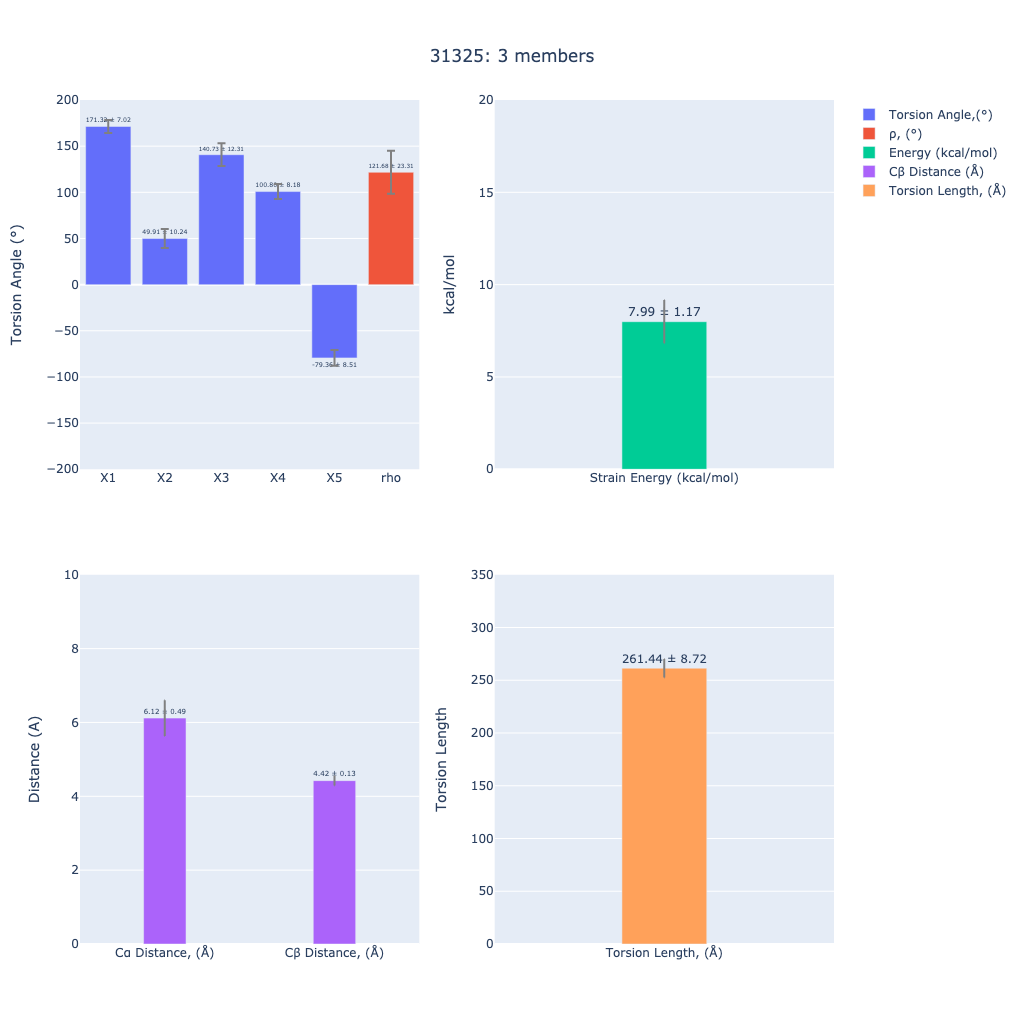 31325: 3 members
200
150
100
50
0
−50
−100
−150
−200
Torsion Angle (°)
171.32 ± 7.02
49.91 ± 10.24
140.73 ± 12.31
100.86 ± 8.18
-79.36 ± 8.51
121.68 ± 23.31
X1
X2
X3
X4
X5
rho
20
15
10
5
0
kcal/mol
7.99 ± 1.17
Strain Energy (kcal/mol)
Torsion Angle,(°)
ρ, (°)
Energy (kcal/mol)
Cβ Distance (Å)
Torsion Length, (Å)
10
8
6
4
2
0
Distance (A)
6.12 ± 0.49
4.42 ± 0.13
Cα Distance, (Å)
Cβ Distance, (Å)
350
300
250
200
150
100
50
0
Torsion Length
261.44 ± 8.72
Torsion Length, (Å)